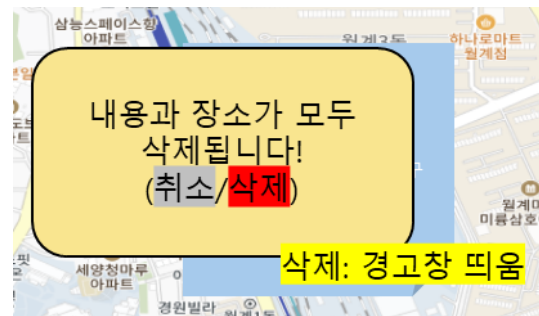 삼능스페이스향
아파트
월계3동
하나로마트
월계점
내용과 장소가 모두
삭제됩니다!
(취소/삭제)
삭제: 경고창 띄움
미륭삼호
세양청마루
아파트
경원빌라